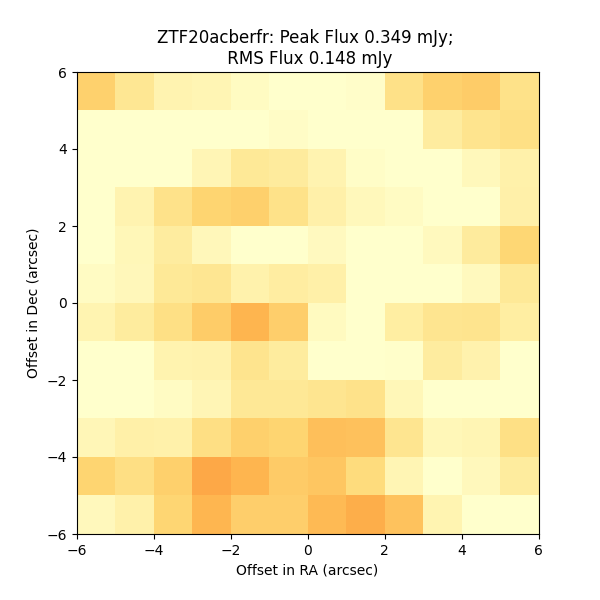 ZTF20acberfr: Peak Flux 0.349 mJy;
RMS Flux 0.148 mJy
6
4
2
0
−2
−4
−6
Offset in Dec (arcsec)
−6 −4 −2 0 2 4 6
Offset in RA (arcsec)